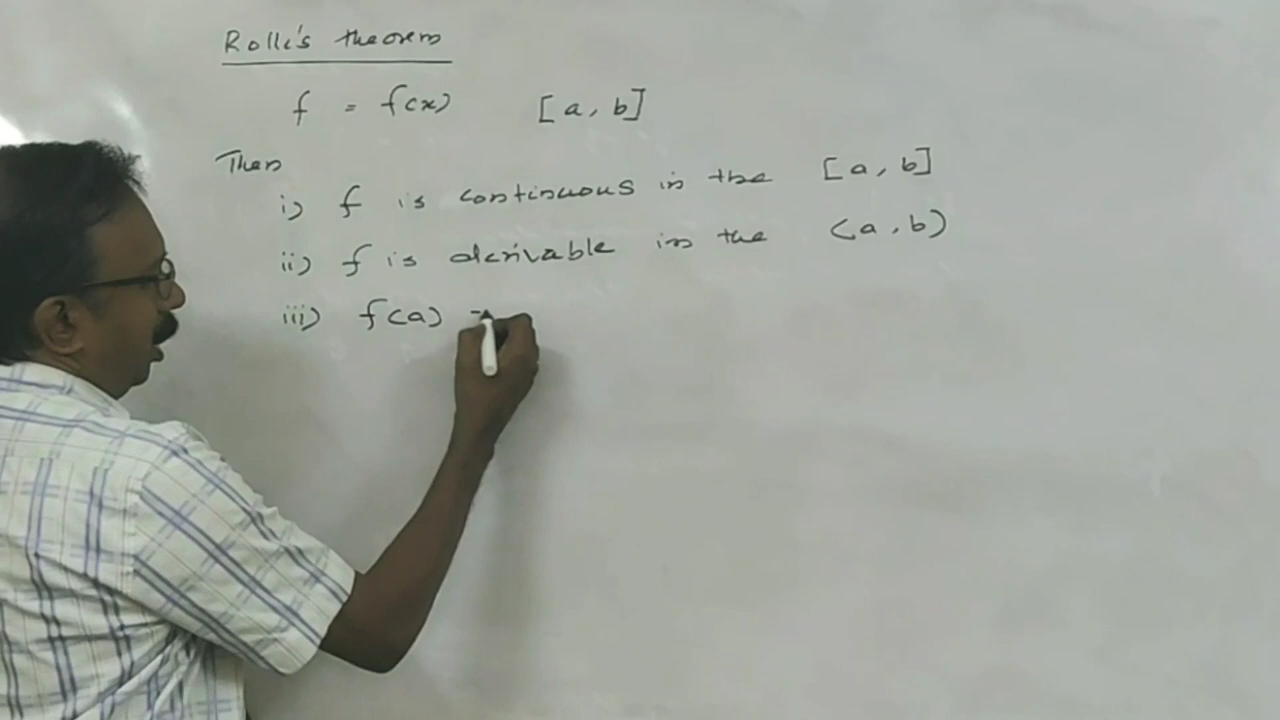 Rolle's theorem
f = f(x) [a, b]
Then
i) f is continuous in the [a, b]
ii) f is derivable in the (a, b)
iii) f(a) =